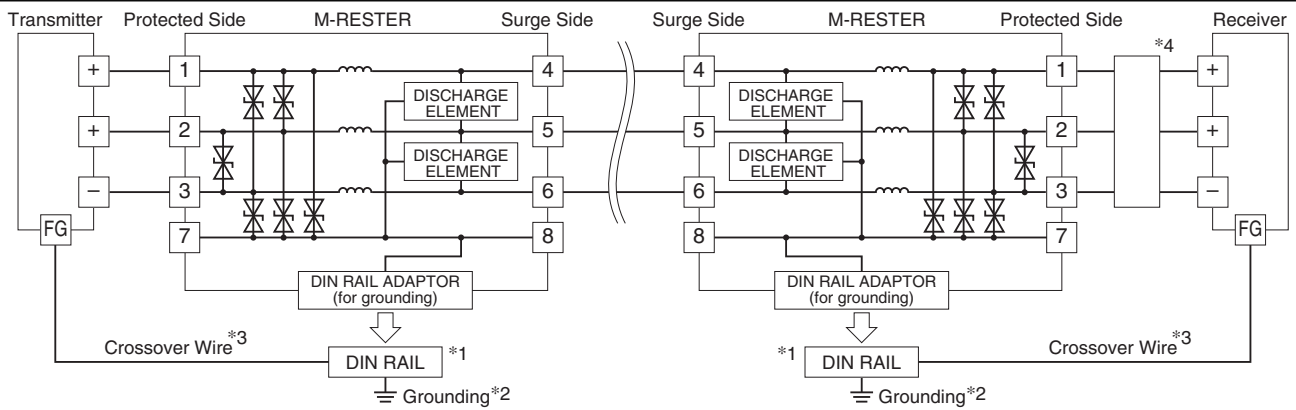 Transmitter Protected Side M-RESTER Surge Side Surge Side M-RESTER Protected Side Receiver
*4
+ 1 4 4 1 +
DISCHARGE ELEMENT DISCHARGE ELEMENT
+ 2 5 5 2 +
DISCHARGE ELEMENT DISCHARGE ELEMENT
− 3 6 6 3 −
FG 7 8 8 7 FG
DIN RAIL ADAPTOR DIN RAIL ADAPTOR
(for grounding) (for grounding)
Crossover Wire*3 DIN RAIL *1 *1 DIN RAIL Crossover Wire*3
Grounding*2 Grounding*2